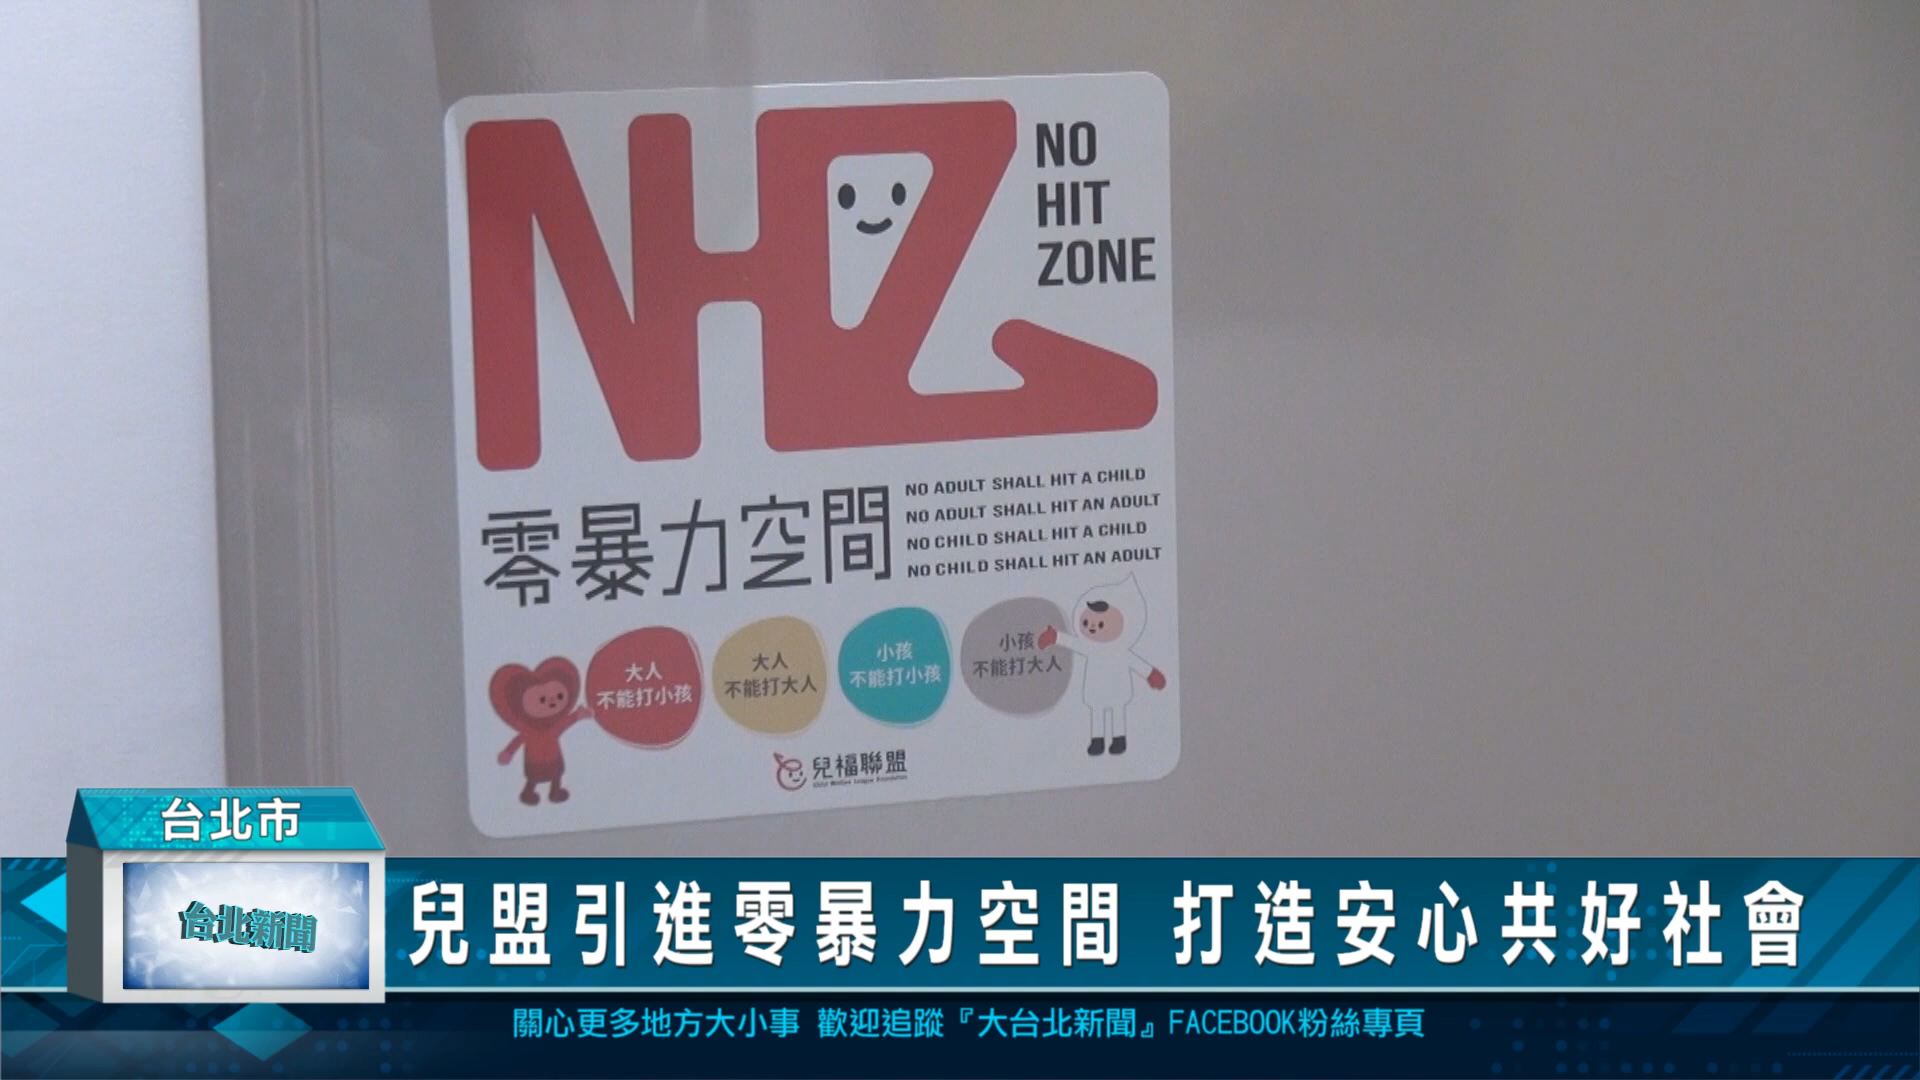 NHZ
NO
HIT
ZONE
零暴力空間
NO ADULT SHALL HIT A CHILD
NO ADULT SHALL HIT AN ADULT
NO CHILD SHALL HIT A CHILD
NO CHILD SHALL HIT AN ADULT
大人
不能打小孩
大人
不能打大人
小孩
不能打小孩
小孩
不能打大人
兒福聯盟
Child Welfare League Foundation
台北市
台北新聞
兒盟引進零暴力空間 打造安心共好社會
關心更多地方大小事 歡迎追蹤『大台北新聞』FACEBOOK粉絲專頁